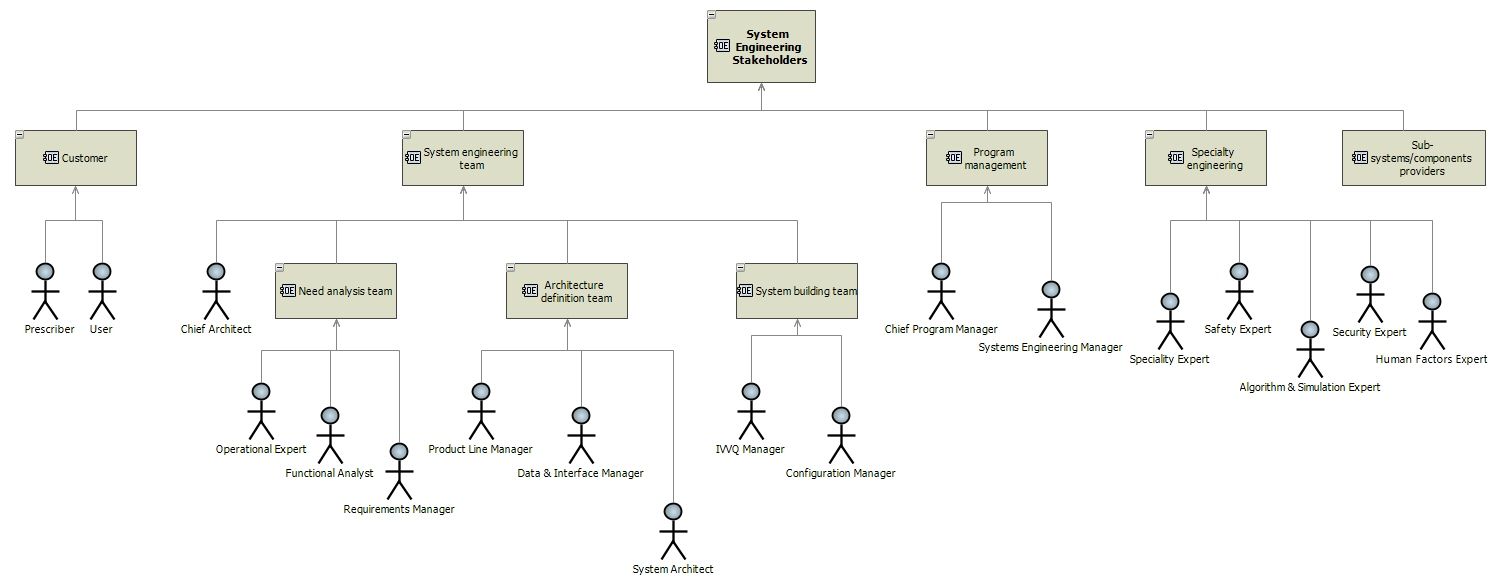 System
Engineering
Stakeholders
OE
OE Customer
OE System engineering
team
OE Program
management
OE Specialty
engineering
OE Sub-
systems/components
providers
Prescriber
User
Chief Architect
OE Need analysis team
OE Architecture
definition team
OE System building team
Chief Program Manager
Systems Engineering Manager
Speciality Expert
Safety Expert
Algorithm & Simulation Expert
Security Expert
Human Factors Expert
Operational Expert
Functional Analyst
Requirements Manager
Product Line Manager
Data & Interface Manager
System Architect
IVVQ Manager
Configuration Manager